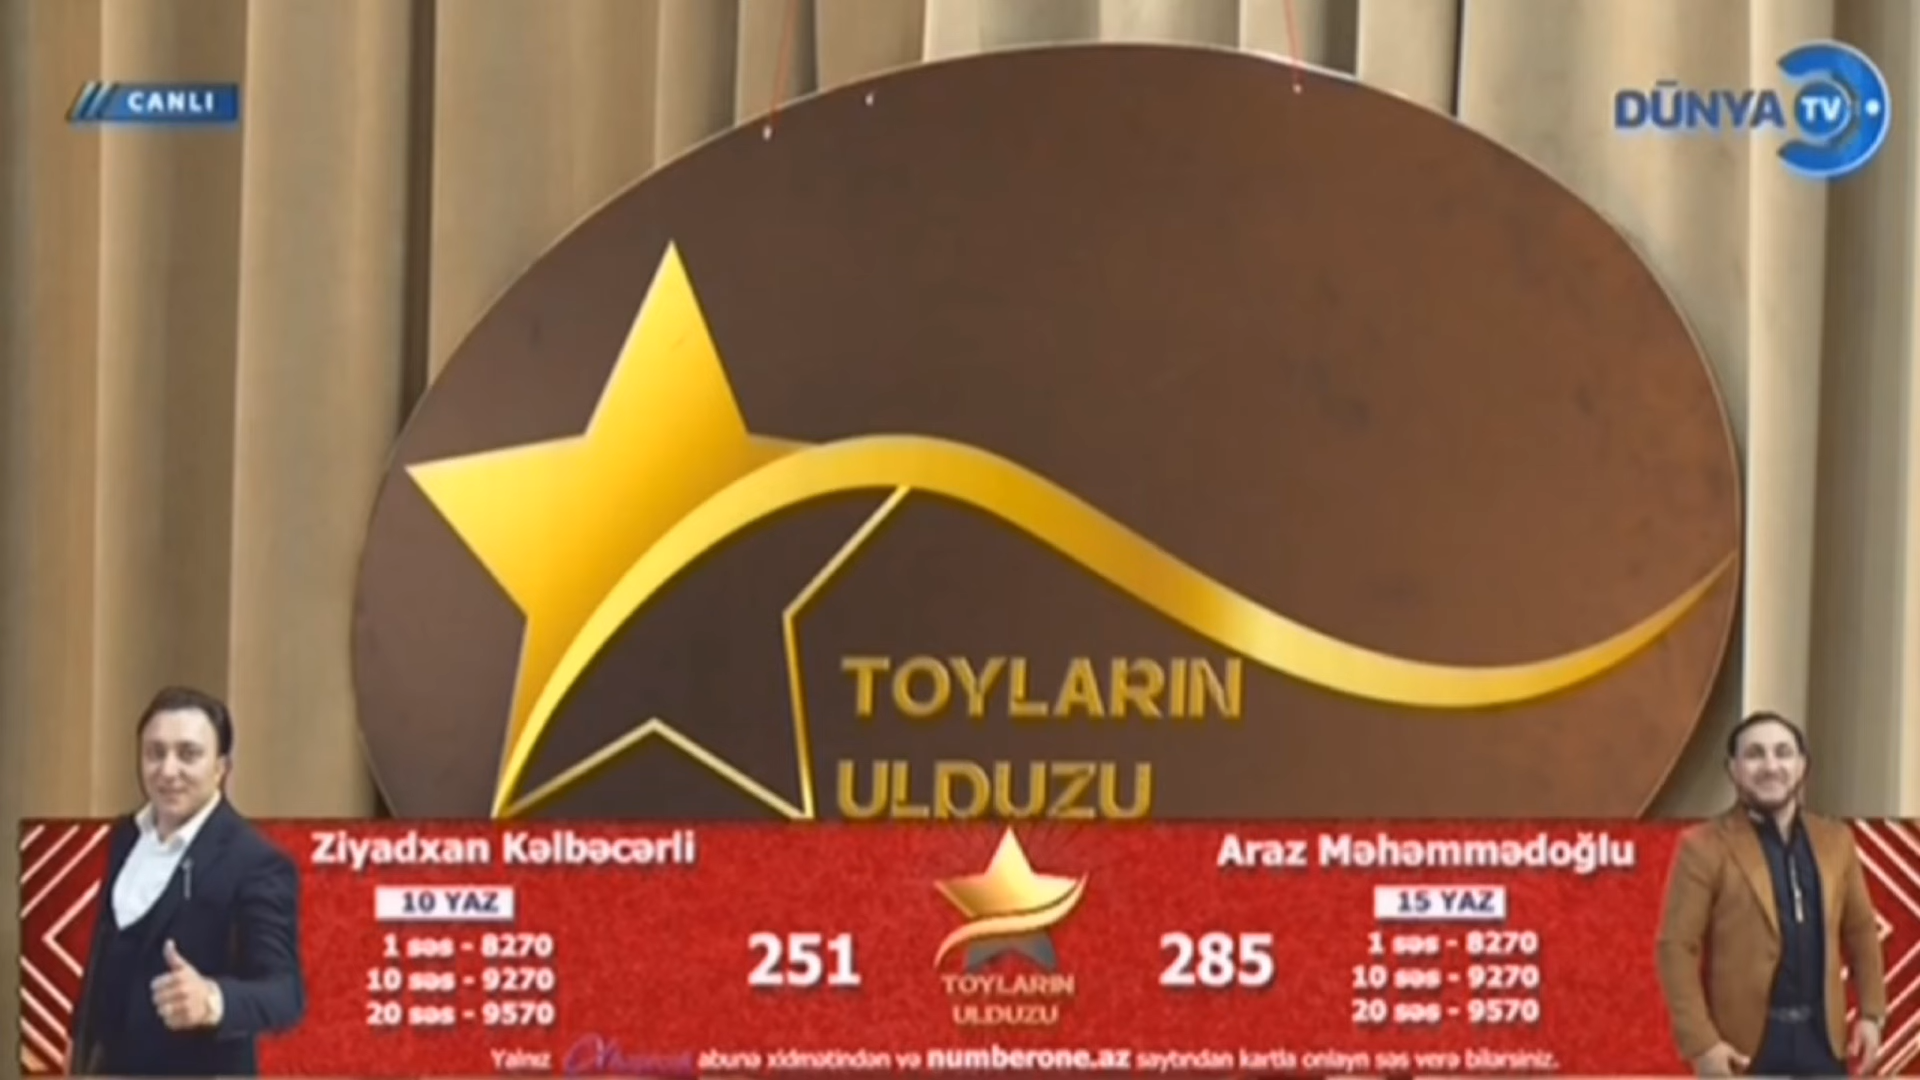 CANLI
DÜNYA TV
TOYLARIN
ULDUZU
Ziyadxan Kəlbəcərli
10 YAZ
1 səs - 8270
10 səs - 9270
20 səs - 9570
251
TOYLARIN
ULDUZU
285
Araz Məhəmmədoğlu
15 YAZ
1 səs - 8270
10 səs - 9270
20 səs - 9570
Yalnız abunə xidmətindən və numberone.az saytından kartla onlayn səs verə bilərsiniz.